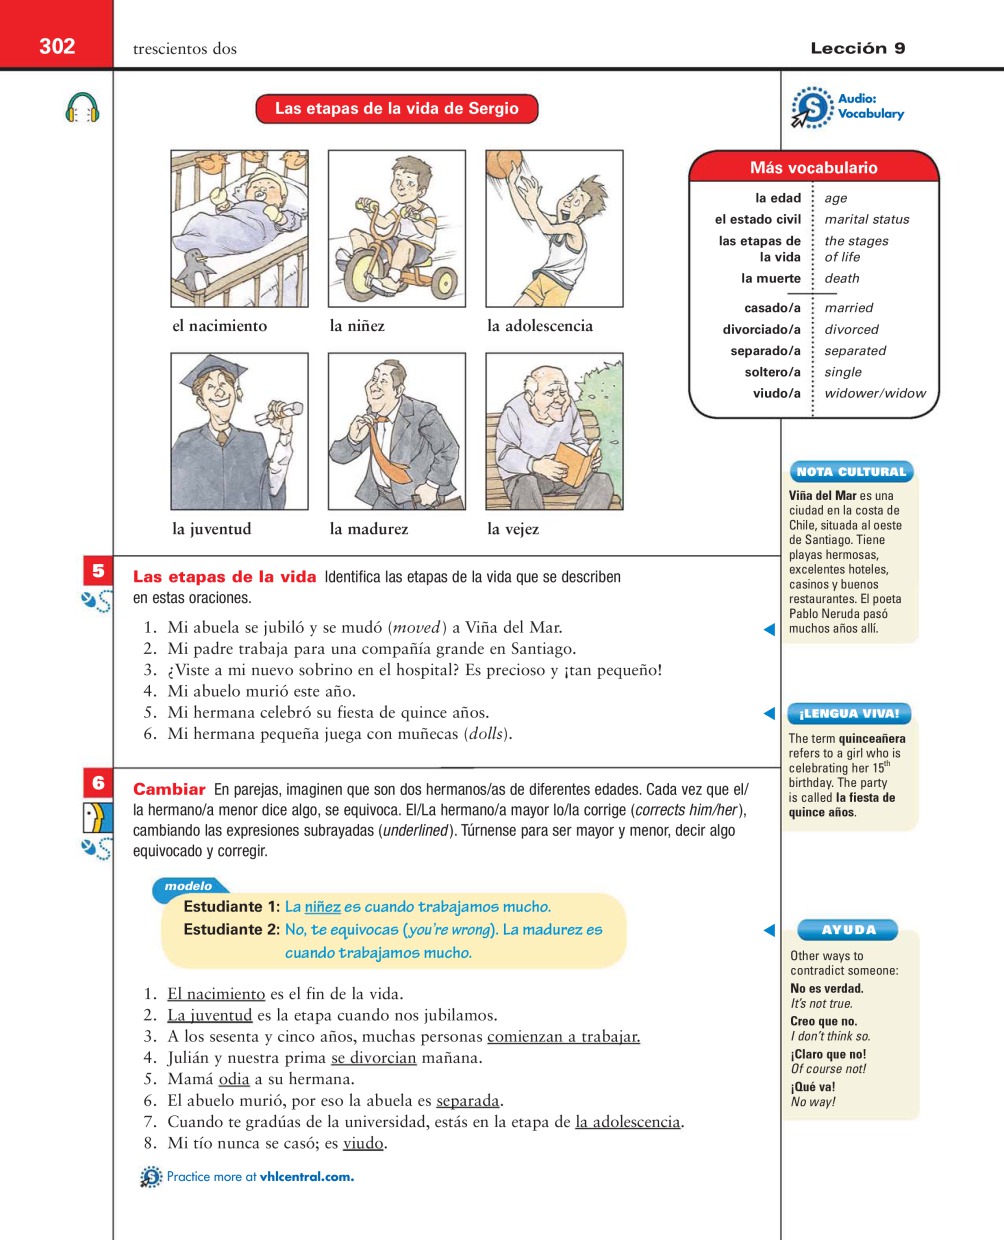 302
trescientos dos
Lección 9
Las etapas de la vida de Sergio
el nacimiento
la niñez
la adolescencia
la juventud
la madurez
la vejez
Audio:
Vocabulary
Más vocabulario
la edad age
el estado civil marital status
las etapas de the stages
la vida of life
la muerte death
casado/a married
divorciado/a divorced
separado/a separated
soltero/a single
viudo/a widower/widow
5
Las etapas de la vida Identifica las etapas de la vida que se describen
en estas oraciones.
1. Mi abuela se jubiló y se mudó (moved) a Viña del Mar.
2. Mi padre trabaja para una compañía grande en Santiago.
3. ¿Viste a mi nuevo sobrino en el hospital? Es precioso y ¡tan pequeño!
4. Mi abuelo murió este año.
5. Mi hermana celebró su fiesta de quince años.
6. Mi hermana pequeña juega con muñecas (dolls).
NOTA CULTURAL
Viña del Mar es una
ciudad en la costa de
Chile, situada al oeste
de Santiago. Tiene
playas hermosas,
excelentes hoteles,
casinos y buenos
restaurantes. El poeta
Pablo Neruda pasó
muchos años allí.
¡LENGUA VIVA!
The term quinceañera
refers to a girl who is
celebrating her 15th
birthday. The party
is called la fiesta de
quince años.
6
Cambiar En parejas, imaginen que son dos hermanos/as de diferentes edades. Cada vez que el/
la hermano/a menor dice algo, se equivoca. El/La hermano/a mayor lo/la corrige (corrects him/her),
cambiando las expresiones subrayadas (underlined). Túrnense para ser mayor y menor, decir algo
equivocado y corregir.
modelo
Estudiante 1: La niñez es cuando trabajamos mucho.
Estudiante 2: No, te equivocas (you're wrong). La madurez es
cuando trabajamos mucho.
1. El nacimiento es el fin de la vida.
2. La juventud es la etapa cuando nos jubilamos.
3. A los sesenta y cinco años, muchas personas comienzan a trabajar.
4. Julián y nuestra prima se divorcian mañana.
5. Mamá odia a su hermana.
6. El abuelo murió, por eso la abuela es separada.
7. Cuando te gradúas de la universidad, estás en la etapa de la adolescencia.
8. Mi tío nunca se casó; es viudo.
AYUDA
Other ways to
contradict someone:
No es verdad.
It's not true.
Creo que no.
I don't think so.
¡Claro que no!
Of course not!
¡Qué va!
No way!
Practice more at vhlcentral.com.